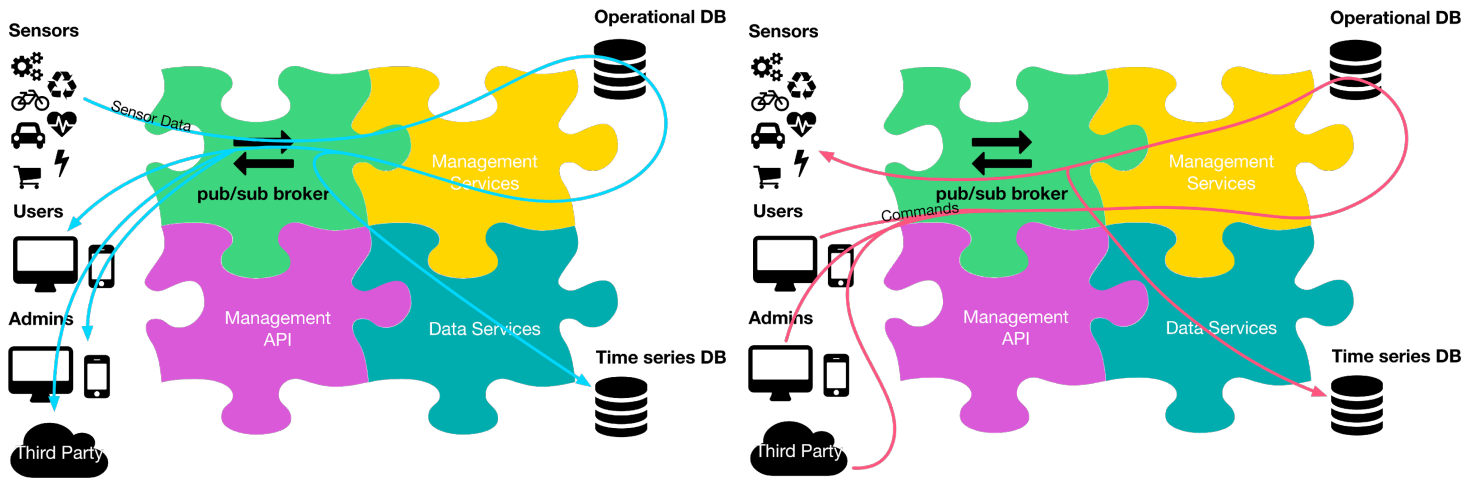 Operational DB
Sensors
Sensor Data
Management
Services
pub/sub broker
Users
Management
API
Data Services
Admins
Time series DB
Third Party
Operational DB
Sensors
Management
Services
pub/sub broker
Commands
Users
Management
API
Data Services
Admins
Time series DB
Third Party